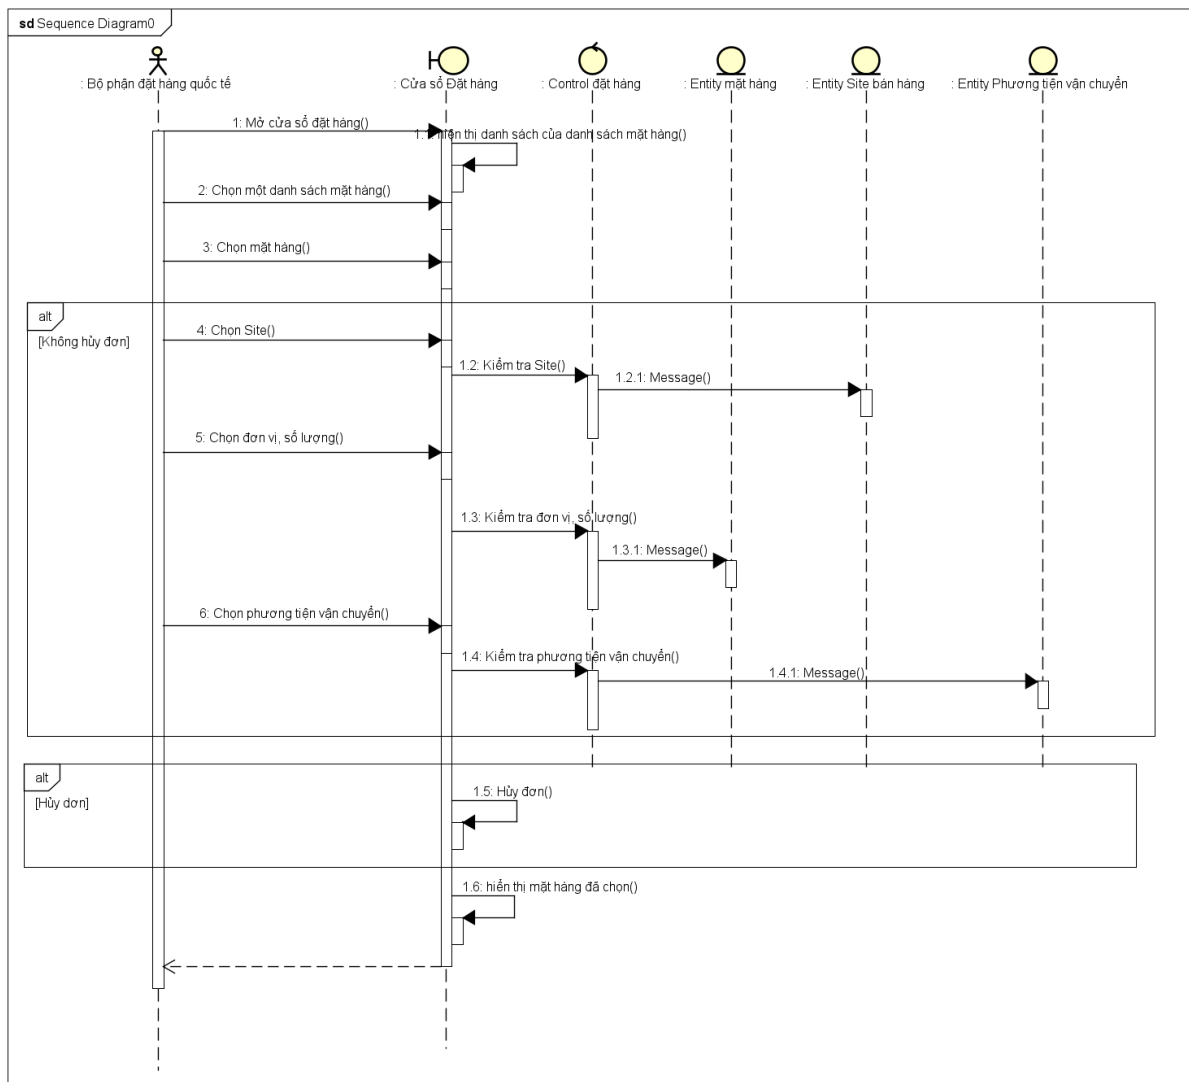 sd Sequence Diagram0
: Bộ phận đặt hàng quốc tế
: Cửa sổ Đặt hàng
: Control đặt hàng
: Entity mặt hàng
: Entity Site bán hàng
: Entity Phương tiện vận chuyển
1: Mở cửa sổ đặt hàng()
1.1: hiển thị danh sách của danh sách mặt hàng()
2: Chọn một danh sách mặt hàng()
3: Chọn mặt hàng()
alt
[Không hủy đơn]
4: Chọn Site()
1.2: Kiểm tra Site()
1.2.1: Message()
5: Chọn đơn vị, số lượng()
1.3: Kiểm tra đơn vị, số lượng()
1.3.1: Message()
6: Chọn phương tiện vận chuyển()
1.4: Kiểm tra phương tiện vận chuyển()
1.4.1: Message()
alt
[Hủy dơn]
1.5: Hủy đơn()
1.6: hiển thị mặt hàng đã chọn()